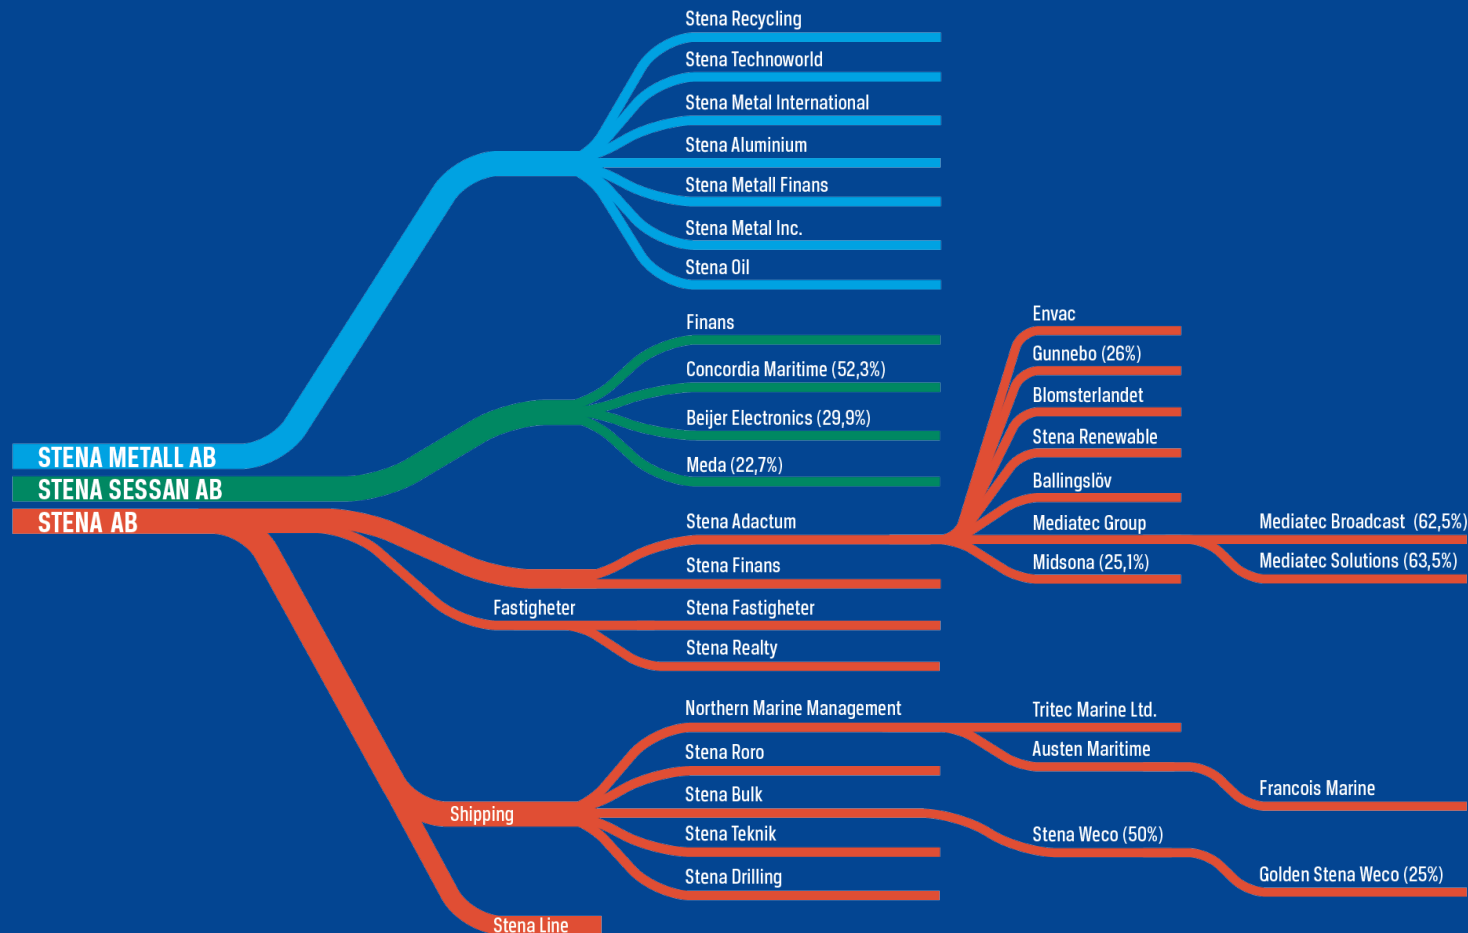 Stena Recycling
Stena Technoworld
Stena Metal International
Stena Aluminium
Stena Metall Finans
Stena Metal Inc.
Stena Oil
Finans
Concordia Maritime (52,3%)
Beijer Electronics (29,9%)
Meda (22,7%)
STENA METALL AB
STENA SESSAN AB
STENA AB
Stena Adactum
Stena Finans
Fastigheter
Stena Fastigheter
Stena Realty
Envac
Gunnebo (26%)
Blomsterlandet
Stena Renewable
Ballingslöv
Mediatec Group
Midsona (25,1%)
Mediatec Broadcast (62,5%)
Mediatec Solutions (63,5%)
Shipping
Northern Marine Management
Stena Roro
Stena Bulk
Stena Teknik
Stena Drilling
Tritec Marine Ltd.
Austen Maritime
Francois Marine
Stena Weco (50%)
Golden Stena Weco (25%)
Stena Line